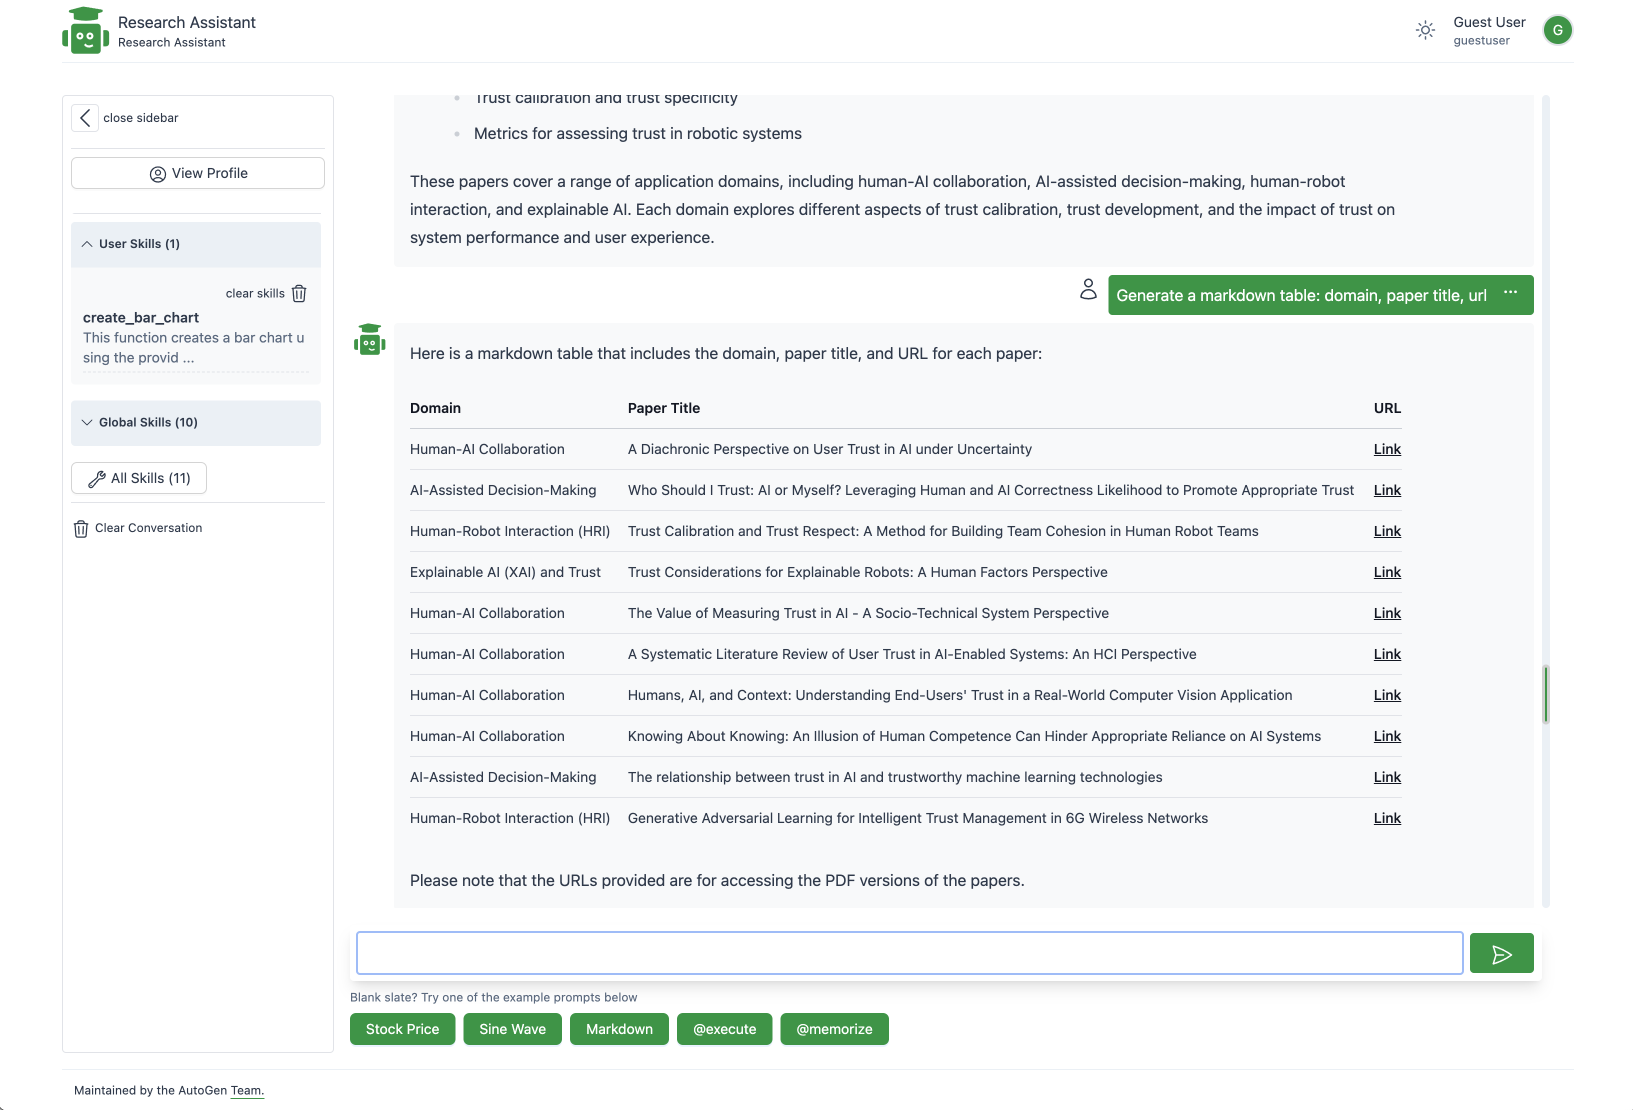 Research Assistant
Research Assistant
Guest User
guestuser
G
close sidebar
View Profile
User Skills (1)
clear skills
create_bar_chart
This function creates a bar chart u
sing the provid ...
Global Skills (10)
All Skills (11)
Clear Conversation
Trust calibration and trust specificity
Metrics for assessing trust in robotic systems
These papers cover a range of application domains, including human-AI collaboration, AI-assisted decision-making, human-robot
interaction, and explainable AI. Each domain explores different aspects of trust calibration, trust development, and the impact of trust on
system performance and user experience.
Generate a markdown table: domain, paper title, url ...
Here is a markdown table that includes the domain, paper title, and URL for each paper:
Domain Paper Title URL
Human-AI Collaboration A Diachronic Perspective on User Trust in AI under Uncertainty Link
AI-Assisted Decision-Making Who Should I Trust: AI or Myself? Leveraging Human and AI Correctness Likelihood to Promote Appropriate Trust Link
Human-Robot Interaction (HRI) Trust Calibration and Trust Respect: A Method for Building Team Cohesion in Human Robot Teams Link
Explainable AI (XAI) and Trust Trust Considerations for Explainable Robots: A Human Factors Perspective Link
Human-AI Collaboration The Value of Measuring Trust in AI - A Socio-Technical System Perspective Link
Human-AI Collaboration A Systematic Literature Review of User Trust in AI-Enabled Systems: An HCI Perspective Link
Human-AI Collaboration Humans, AI, and Context: Understanding End-Users' Trust in a Real-World Computer Vision Application Link
Human-AI Collaboration Knowing About Knowing: An Illusion of Human Competence Can Hinder Appropriate Reliance on AI Systems Link
AI-Assisted Decision-Making The relationship between trust in AI and trustworthy machine learning technologies Link
Human-Robot Interaction (HRI) Generative Adversarial Learning for Intelligent Trust Management in 6G Wireless Networks Link
Please note that the URLs provided are for accessing the PDF versions of the papers.
Blank slate? Try one of the example prompts below
Stock Price Sine Wave Markdown @execute @memorize
Maintained by the AutoGen Team.